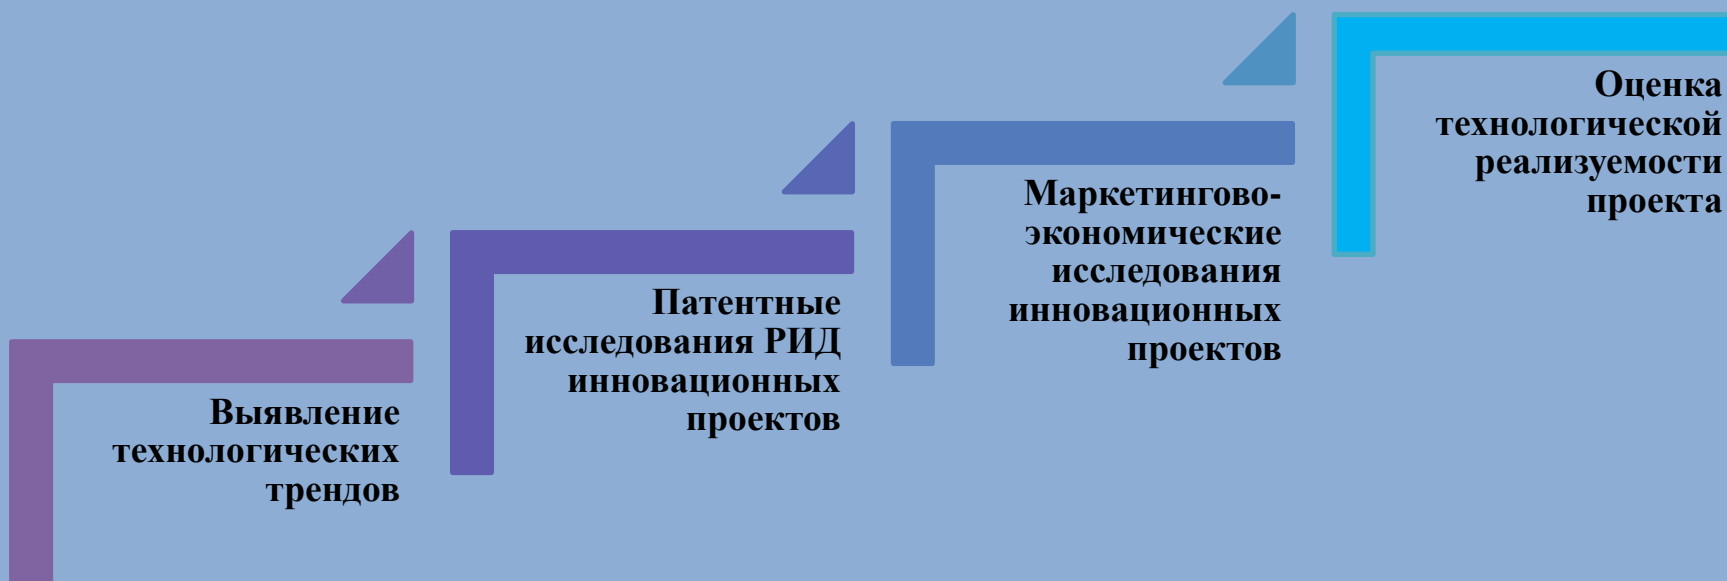 Выявление
технологических
трендов
Патентные
исследования РИД
инновационных
проектов
Маркетингово-
экономические
исследования
инновационных
проектов
Оценка
технологической
реализуемости
проекта